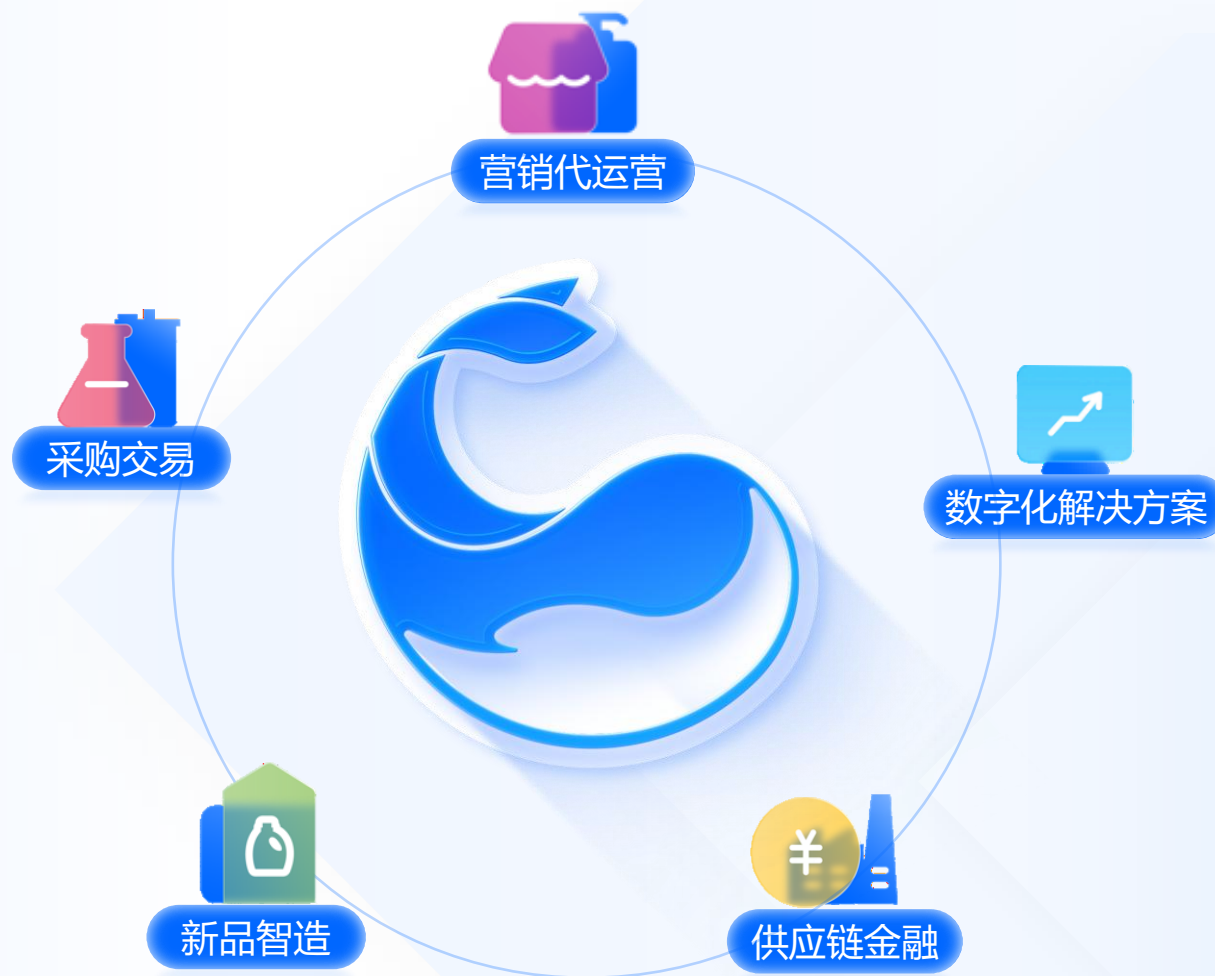 营销代运营
采购交易
数字化解决方案
¥
新品智造
供应链金融